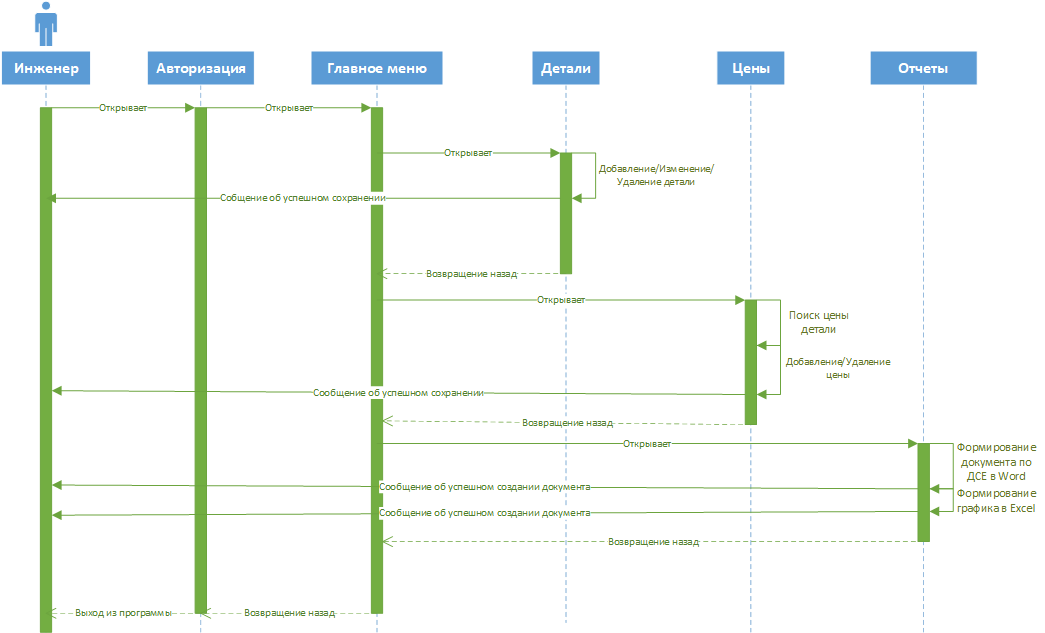 Инженер
Авторизация
Главное меню
Детали
Цены
Отчеты
Открывает
Открывает
Открывает
Добавление/Изменение/
Удаление детали
Собщение об успешном сохранении
Возвращение назад
Открывает
Поиск цены
детали
Добавление/Удаление
цены
Сообщение об успешном сохранении
Возвращение назад
Открывает
Формирование
документа по
ДСЕ в Word
Сообщение об успешном создании документа
Формирование
графика в Excel
Сообщение об успешном создании документа
Возвращение назад
Выход из программы
Возвращение назад